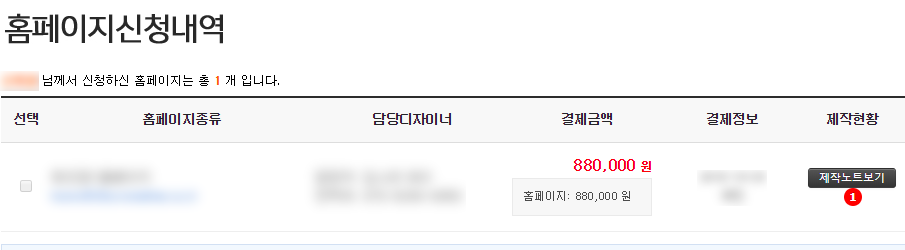 홈페이지신청내역
님께서 신청하신 홈페이지는 총 1 개 입니다.
선택 홈페이지종류 담당디자이너 결제금액 결제정보 제작현황
880,000 원
홈페이지: 880,000 원
제작노트보기
1